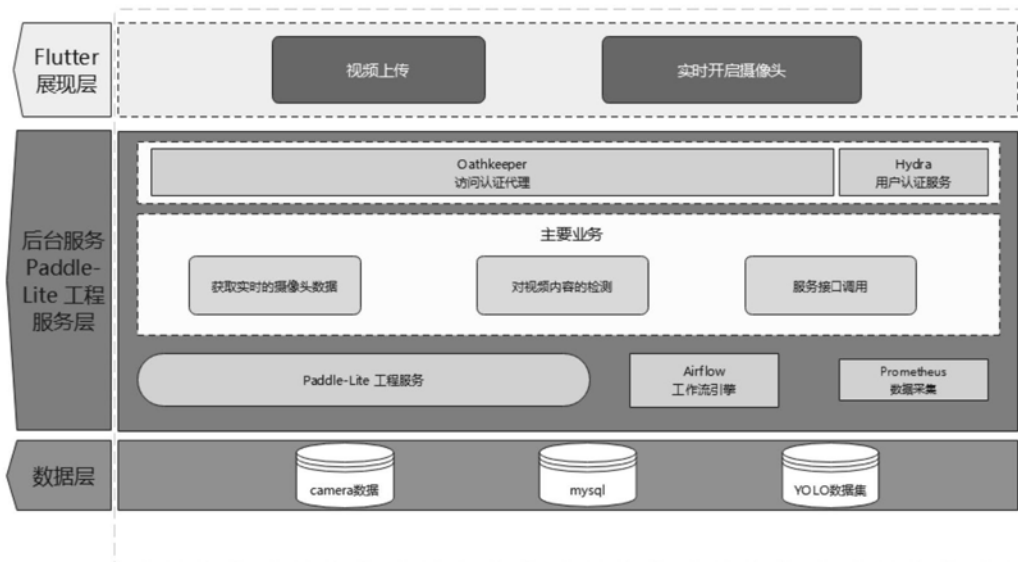 Flutter
展现层
视频上传
实时开启摄像头
后台服务
Paddle-
Lite 工程
服务层
Oathkeeper
访问认证代理
Hydra
用户认证服务
主要业务
获取实时的摄像头数据
对视频内容的检测
服务接口调用
Paddle-Lite 工程服务
Airflow
工作流引擎
Prometheus
数据采集
数据层
camera数据
mysql
YOLO数据集